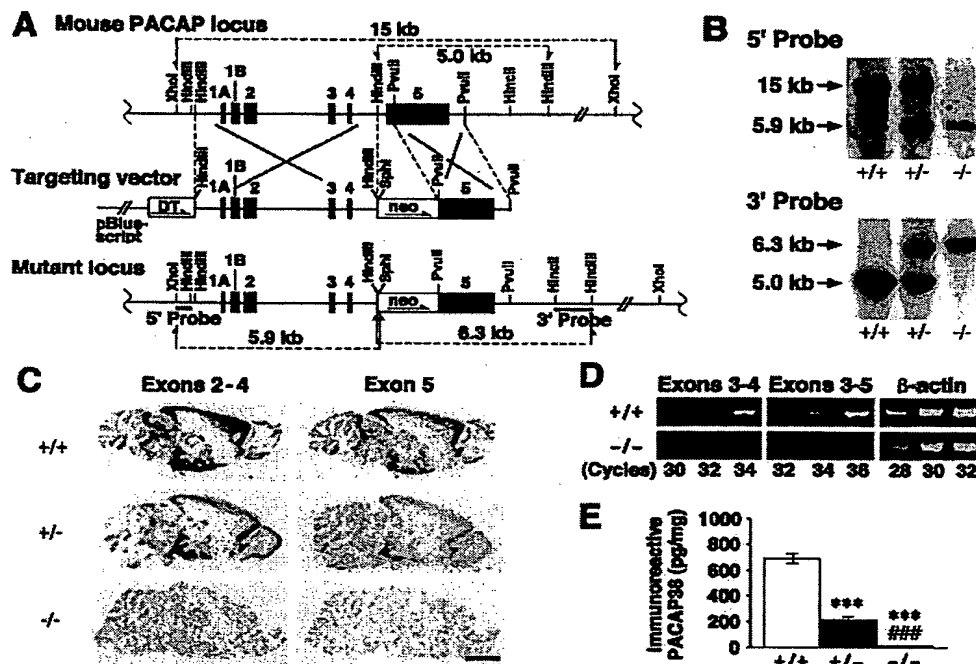 A
Mouse PACAP locus
15 kb
5.0 kb
XhoI
HindIII
HindIII
1A
1B
2
3
4
HindIII
PvuII
5
PvuII
HincII
HindIII
XhoI
Targeting vector
pBlue-
script
DT
HindIII
1A
1B
2
3
4
HindIII
SphI
neo
PvuII
5
PvuII
Mutant locus
XhoI
HindIII
HindIII
1A
1B
2
3
4
HindIII
SphI
neo
PvuII
5
PvuII
HincII
HindIII
XhoI
5' Probe
5.9 kb
6.3 kb
3' Probe
B
5' Probe
15 kb
5.9 kb
+/+ +/- -/-
3' Probe
6.3 kb
5.0 kb
+/+ +/- -/-
C
Exons 2-4 Exon 5
+/+
+/-
-/-
D
Exons 3-4 Exons 3-5 β-actin
+/+
-/-
(Cycles) 30 32 34 32 34 36 28 30 32
E
Immunoreactive
PACAP38 (pg/mg)
1000
800
600
400
200
0
***
***
###
+/+ +/- -/-